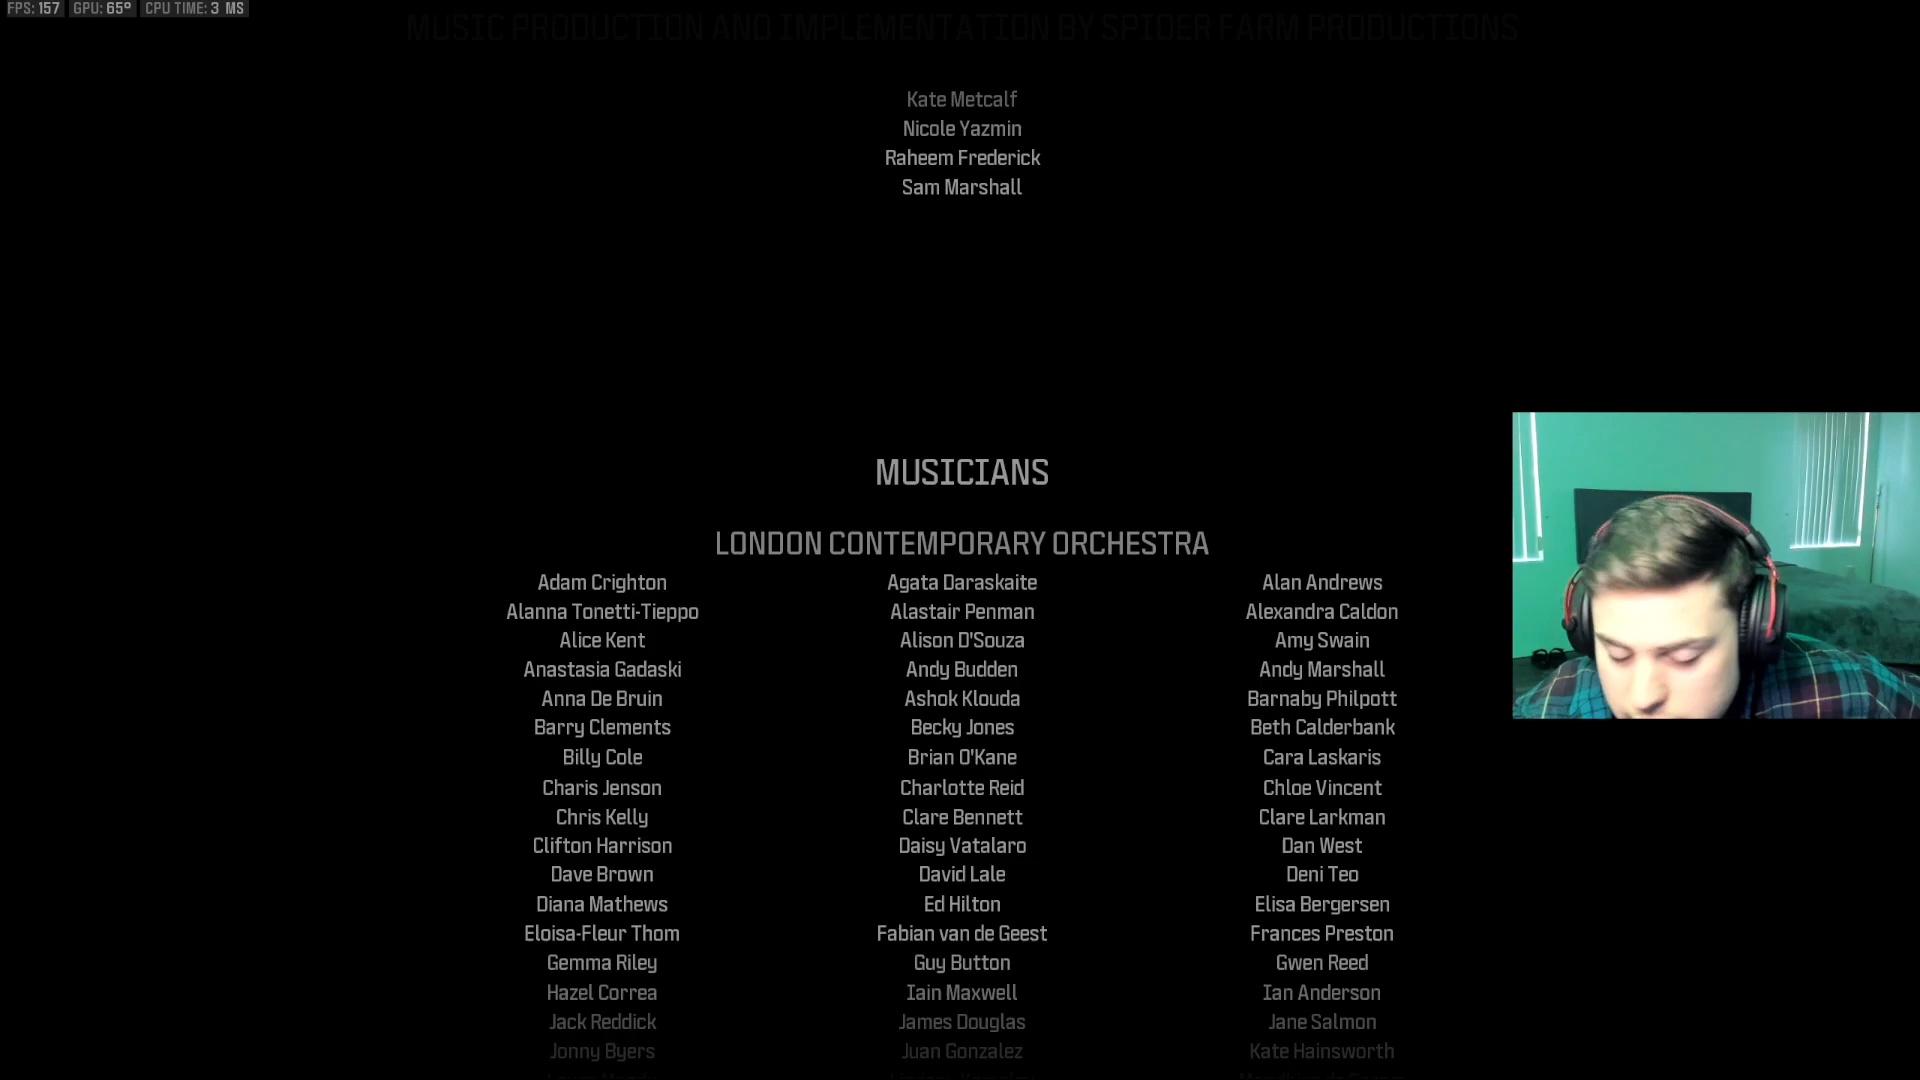 FPS: 157 GPU: 65° CPU TIME: 3 MS
MUSIC PRODUCTION AND IMPLEMENTATION BY SPIDER FARM PRODUCTIONS
Kate Metcalf
Nicole Yazmin
Raheem Frederick
Sam Marshall
MUSICIANS
LONDON CONTEMPORARY ORCHESTRA
Adam Crighton Agata Daraskaite Alan Andrews
Alanna Tonetti-Tieppo Alastair Penman Alexandra Caldon
Alice Kent Alison D'Souza Amy Swain
Anastasia Gadaski Andy Budden Andy Marshall
Anna De Bruin Ashok Klouda Barnaby Philpott
Barry Clements Becky Jones Beth Calderbank
Billy Cole Brian O'Kane Cara Laskaris
Charis Jenson Charlotte Reid Chloe Vincent
Chris Kelly Clare Bennett Clare Larkman
Clifton Harrison Daisy Vatalaro Dan West
Dave Brown David Lale Deni Teo
Diana Mathews Ed Hilton Elisa Bergersen
Eloisa-Fleur Thom Fabian van de Geest Frances Preston
Gemma Riley Guy Button Gwen Reed
Hazel Correa Iain Maxwell Ian Anderson
Jack Reddick James Douglas Jane Salmon
Jonny Byers Juan Gonzalez Kate Hainsworth